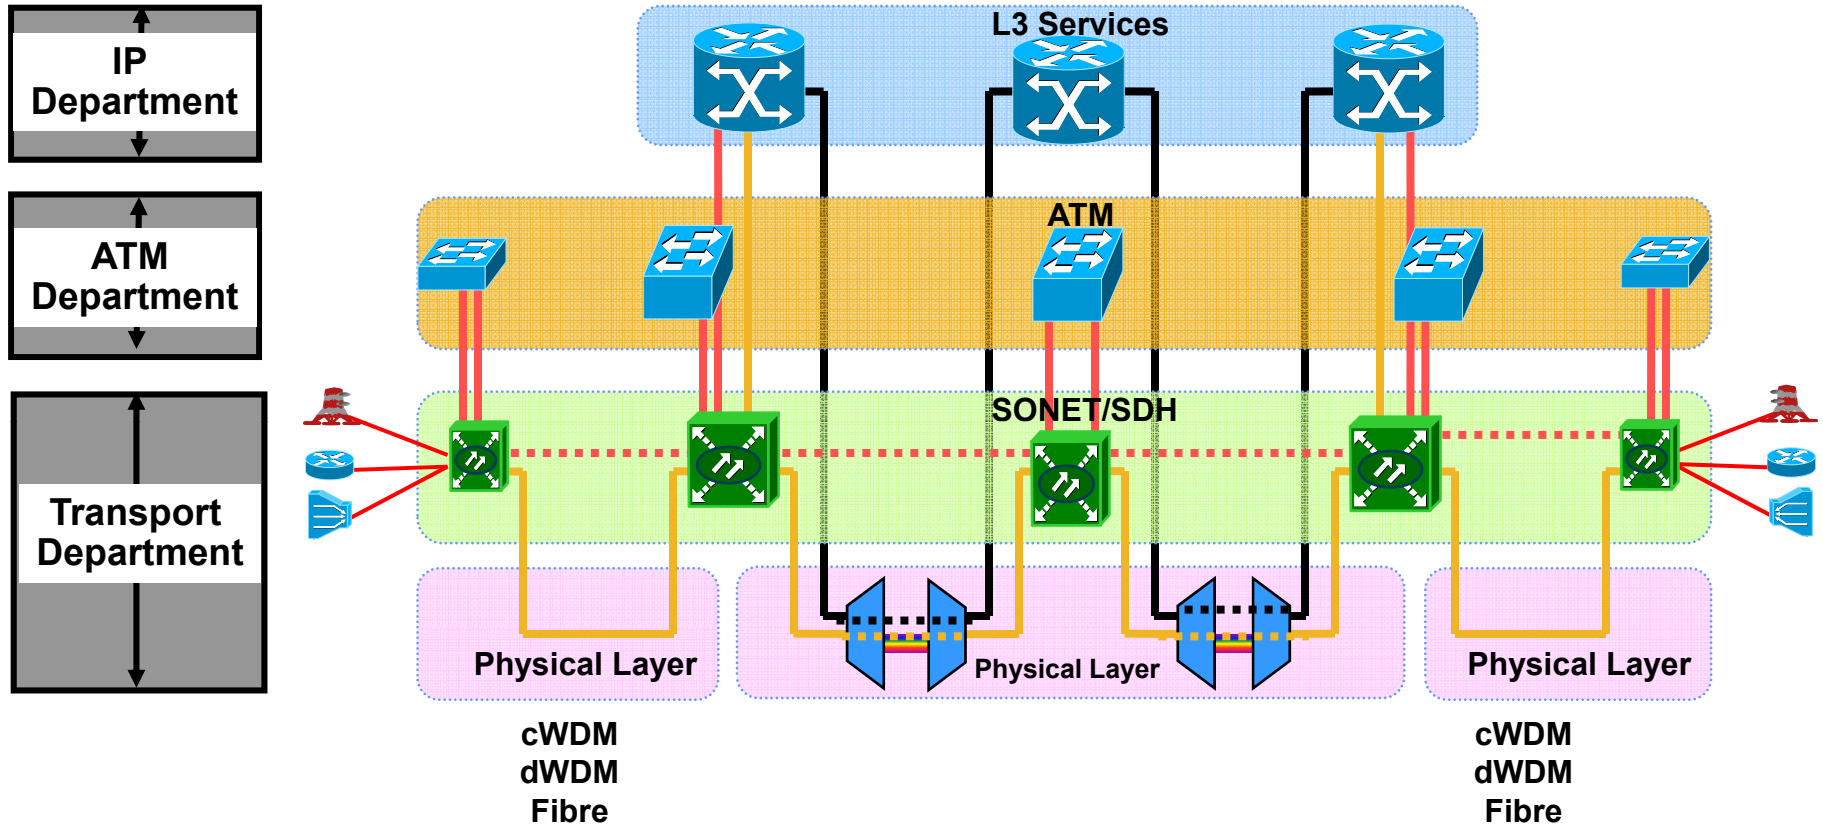 IP
Department
L3 Services
ATM
Department
ATM
Transport
Department
SONET/SDH
Physical Layer
Physical Layer
Physical Layer
cWDM
dWDM
Fibre
cWDM
dWDM
Fibre